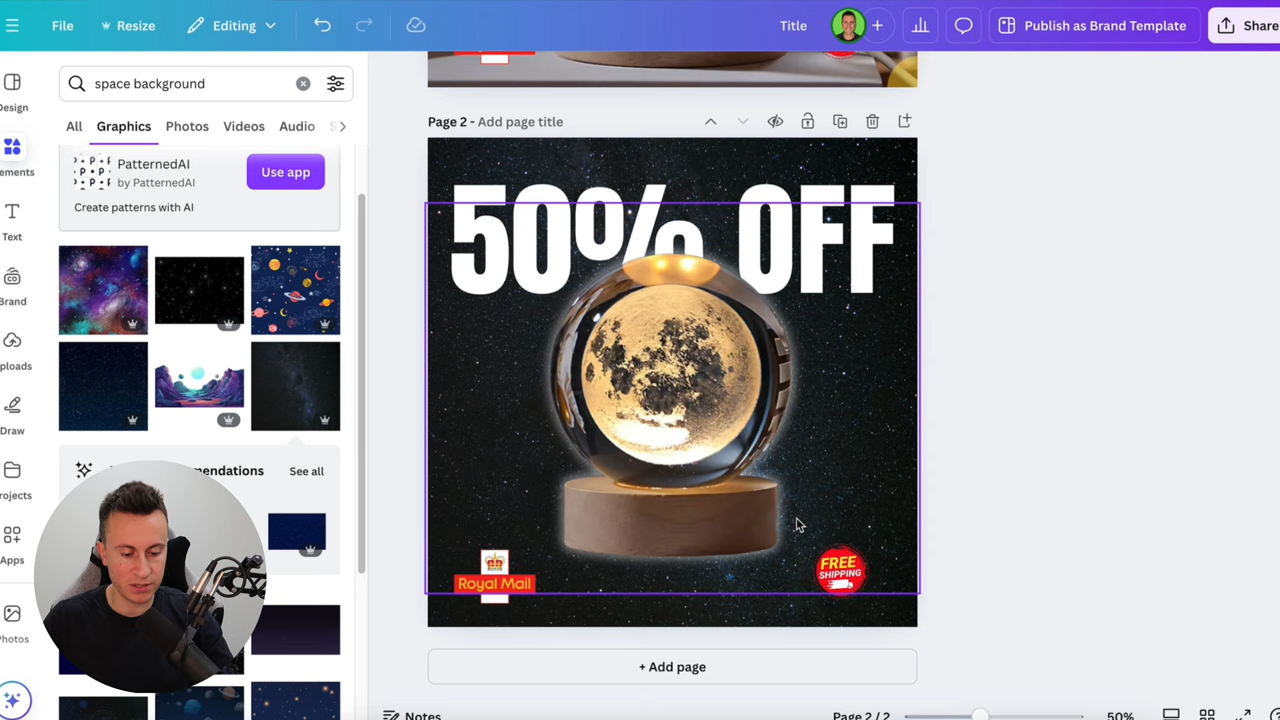 File
Resize
Editing
Title
Publish as Brand Template
Share
space background
Design
All
Graphics
Photos
Videos
Audio
Page 2 - Add page title
PatternedAI
by PatternedAI
Use app
Create patterns with AI
ements
Text
Brand
ploads
Draw
rojects
Apps
Photos
ndations
See all
50% OFF
Royal Mail
FREE
SHIPPING
+ Add page
Notes
Page 2 / 2
50%